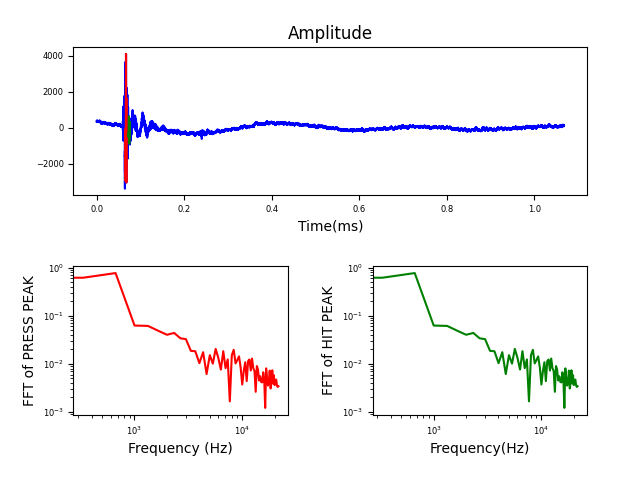 Amplitude
4000
2000
0
−2000
0.0 0.2 0.4 0.6 0.8 1.0
Time(ms)
FFT of PRESS PEAK
10⁰
10⁻¹
10⁻²
10⁻³
10³ 10⁴
Frequency (Hz)
FFT of HIT PEAK
10⁰
10⁻¹
10⁻²
10⁻³
10³ 10⁴
Frequency(Hz)